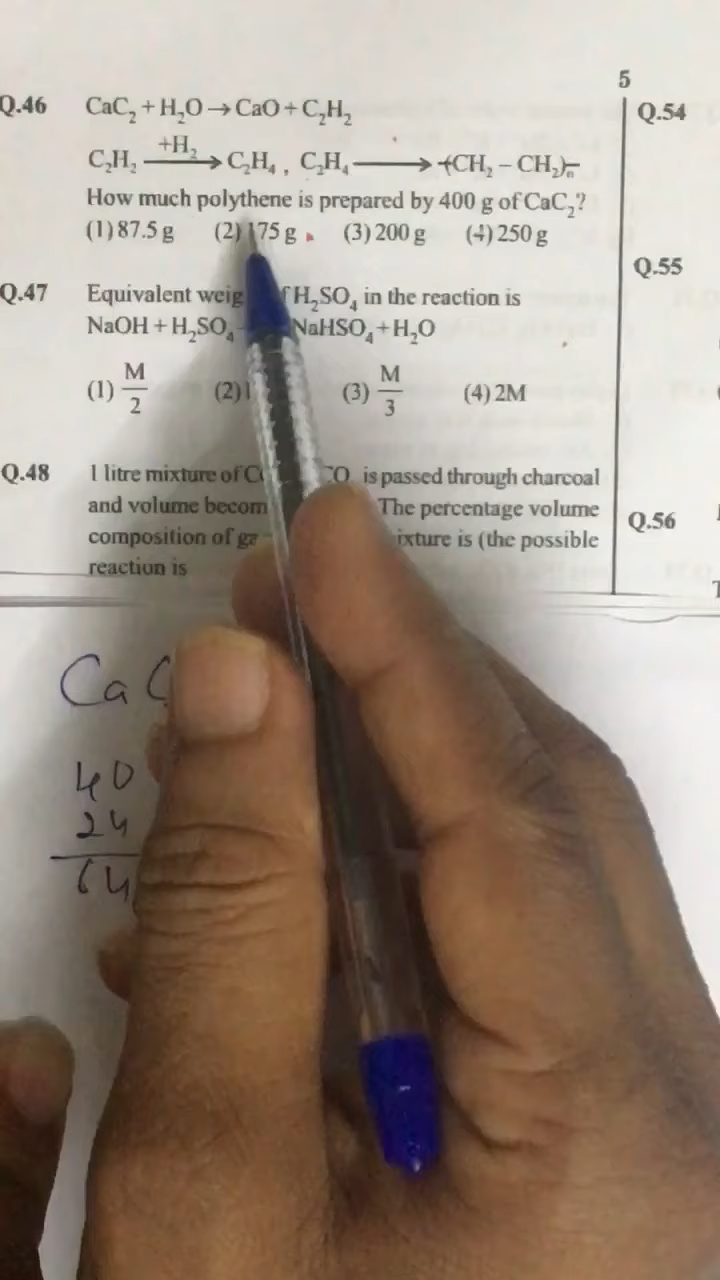 5
Q.46 CaC₂ + H₂O → CaO + C₂H₂
C₂H₂ —+H₂→ C₂H₄ , C₂H₄ ⟶ -(CH₂ – CH₂)-ₙ
How much polythene is prepared by 400 g of CaC₂?
(1) 87.5 g (2) 175 g (3) 200 g (4) 250 g
Q.47 Equivalent H₂SO₄ in the reaction is
NaOH + H₂SO₄ NaHSO₄ + H₂O
(1) M/2 (2) (3) M/3 (4) 2M
Q.48 1 litre mixture of is passed through charcoal
and volume The percentage volume
composition of is (the possible
reaction is
Q.54
Q.55
Q.56
Ca
40
24
64